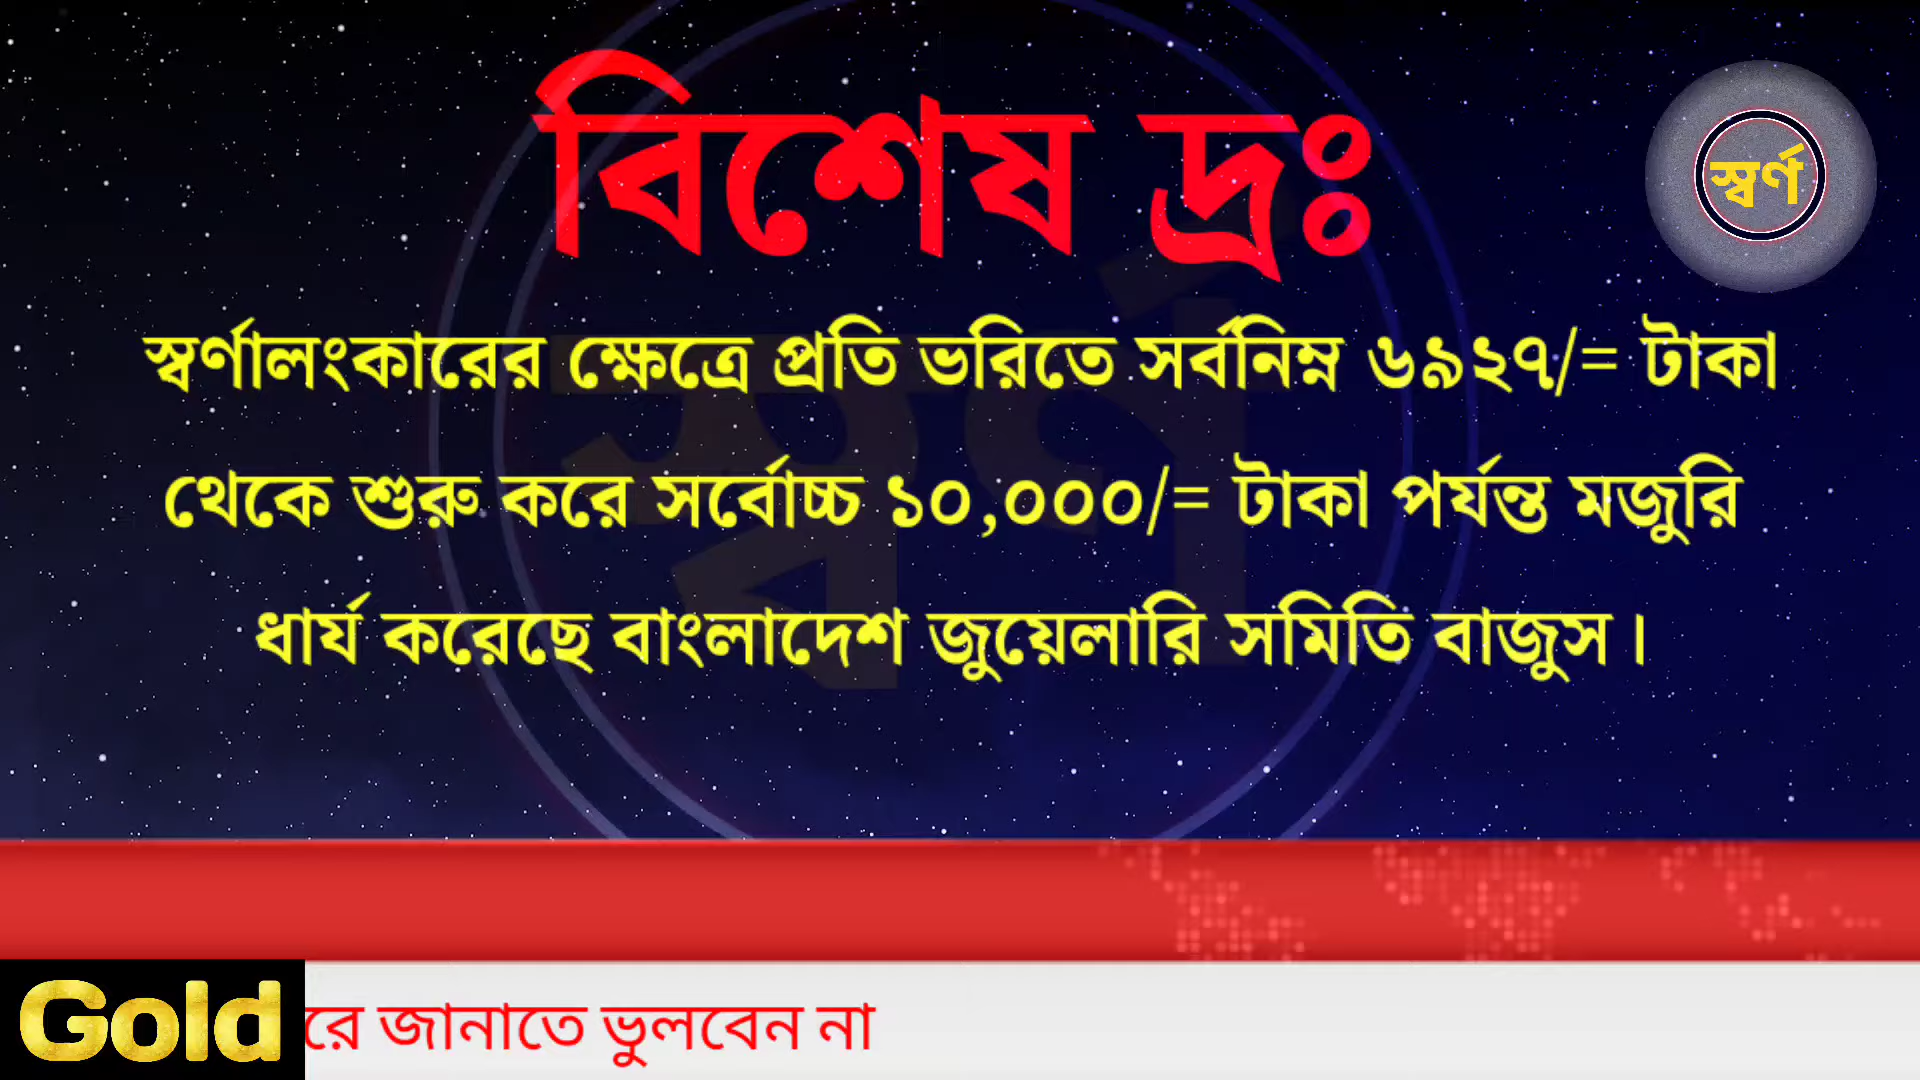 বিশেষ দ্রঃ
স্বর্ণ
স্বর্ণালংকারের ক্ষেত্রে প্রতি ভরিতে সর্বনিম্ন ৬৯২৭/= টাকা
থেকে শুরু করে সর্বোচ্চ ১০,০০০/= টাকা পর্যন্ত মজুরি
ধার্য করেছে বাংলাদেশ জুয়েলারি সমিতি বাজুস।
Gold
রে জানাতে ভুলবেন না